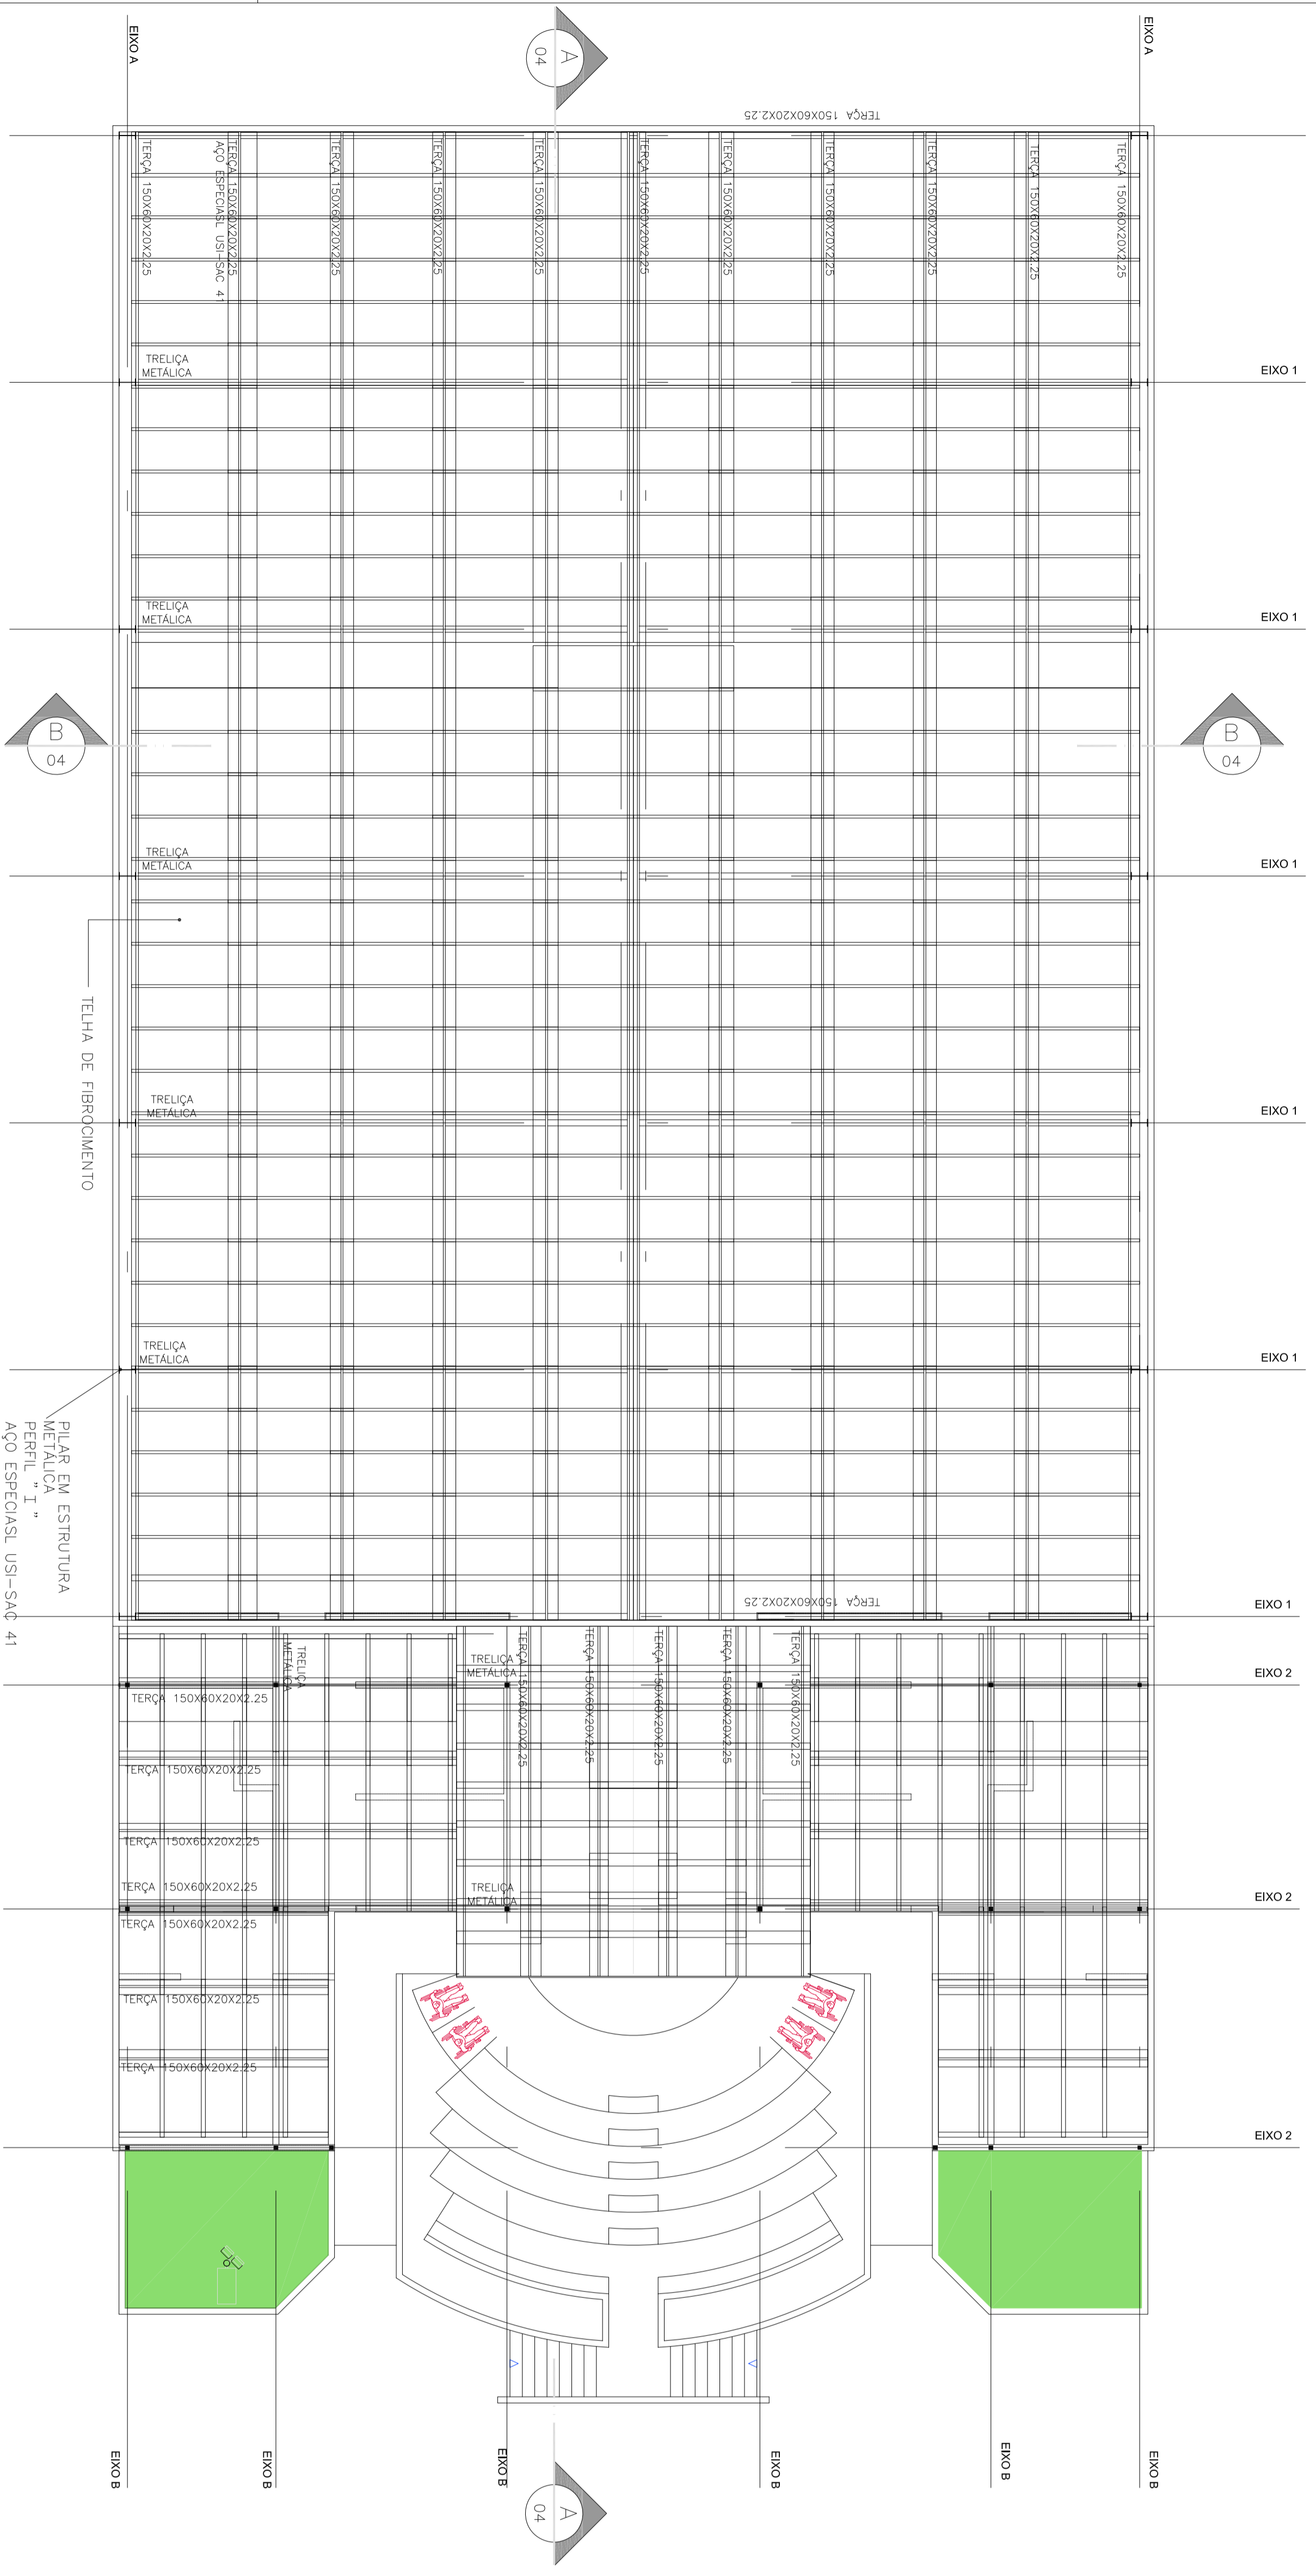 EIXO A
A
04
EIXO A
TERÇA 150X60X20X2.25
TERÇA 150X60X20X2.25
TERÇA 150X60X20X2.25
AÇO ESPECIASL USI-SAC 41
TERÇA 150X60X20X2.25
TERÇA 150X60X20X2.25
TERÇA 150X60X20X2.25
TERÇA 150X60X20X2.25
TERÇA 150X60X20X2.25
TERÇA 150X60X20X2.25
TERÇA 150X60X20X2.25
TERÇA 150X60X20X2.25
TERÇA 150X60X20X2.25
TRELIÇA
METÁLICA
EIXO 1
TRELIÇA
METÁLICA
EIXO 1
B
04
B
04
TRELIÇA
METÁLICA
EIXO 1
TELHA DE FIBROCIMENTO
TRELIÇA
METÁLICA
EIXO 1
TRELIÇA
METÁLICA
EIXO 1
PILAR EM ESTRUTURA
METÁLICA
PERFIL " I "
AÇO ESPECIASL USI-SAC 41
TERÇA 150X60X20X2.25
EIXO 1
TRELIÇA
METÁLICA
TRELIÇA
METÁLICA
TERÇA 150X60X20X2.25
TERÇA 150X60X20X2.25
TERÇA 150X60X20X2.25
TERÇA 150X60X20X2.25
TERÇA 150X60X20X2.25
EIXO 2
TERÇA 150X60X20X2.25
TERÇA 150X60X20X2.25
TERÇA 150X60X20X2.25
TERÇA 150X60X20X2.25
TRELIÇA
METÁLICA
EIXO 2
TERÇA 150X60X20X2.25
TERÇA 150X60X20X2.25
TERÇA 150X60X20X2.25
EIXO 2
EIXO B
EIXO B
EIXO B
EIXO B
EIXO B
EIXO B
A
04